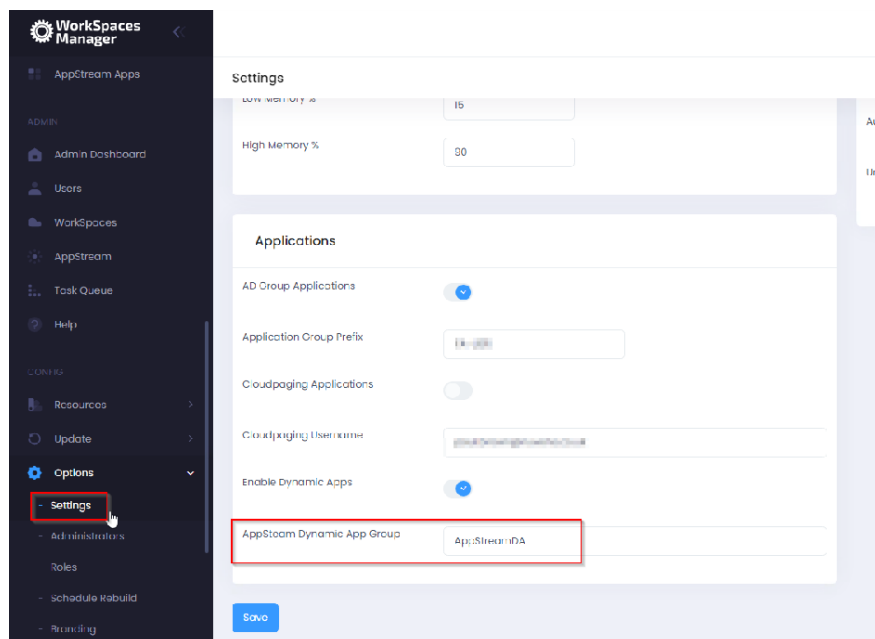 WorkSpaces
Manager
AppStream Apps
ADMIN
Admin Dashboard
Users
WorkSpaces
AppStream
Task Queue
Help
CONFIG
Resources
Update
Options
- Settings
- Administrators
Roles
- Schedule Rebuild
- Branding
Settings
Low Memory %
15
High Memory %
90
Applications
AD Group Applications
Application Group Prefix
Cloudpaging Applications
Cloudpaging Username
Enable Dynamic Apps
AppSteam Dynamic App Group
AppStreamDA
Save